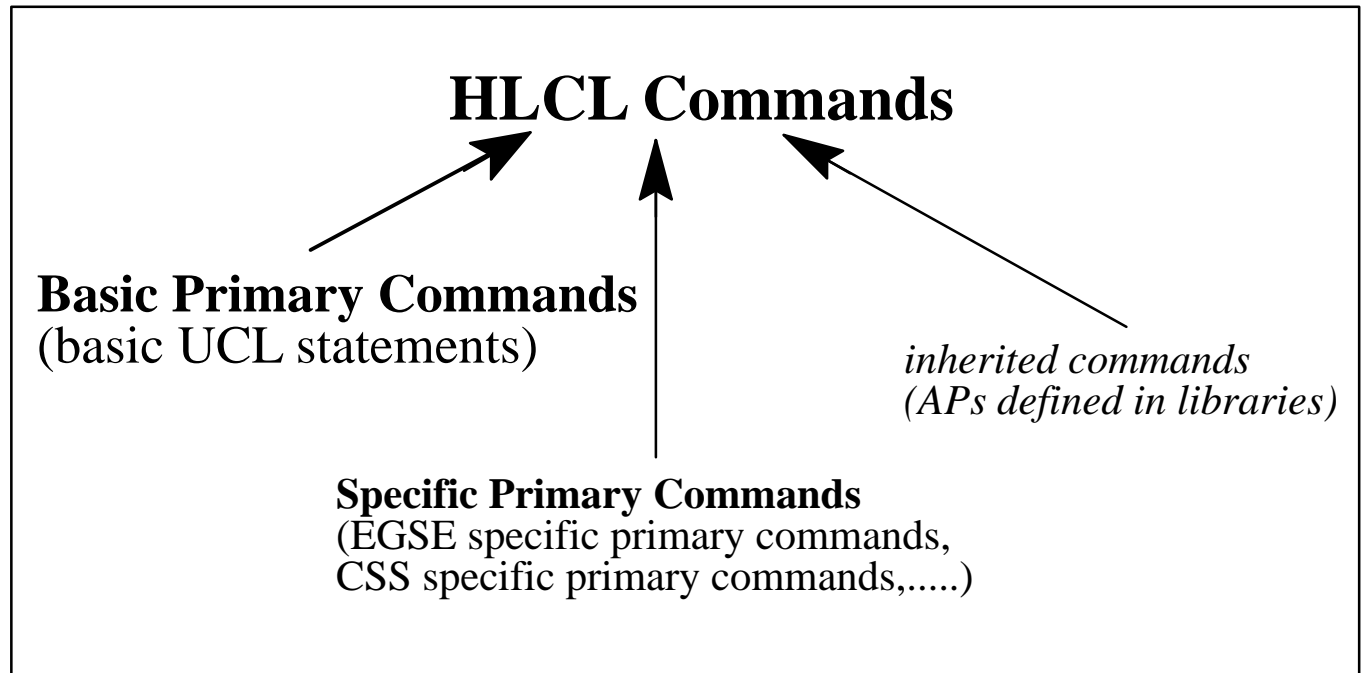 HLCL Commands
Basic Primary Commands
(basic UCL statements)
inherited commands
(APs defined in libraries)
Specific Primary Commands
(EGSE specific primary commands,
CSS specific primary commands,.....)